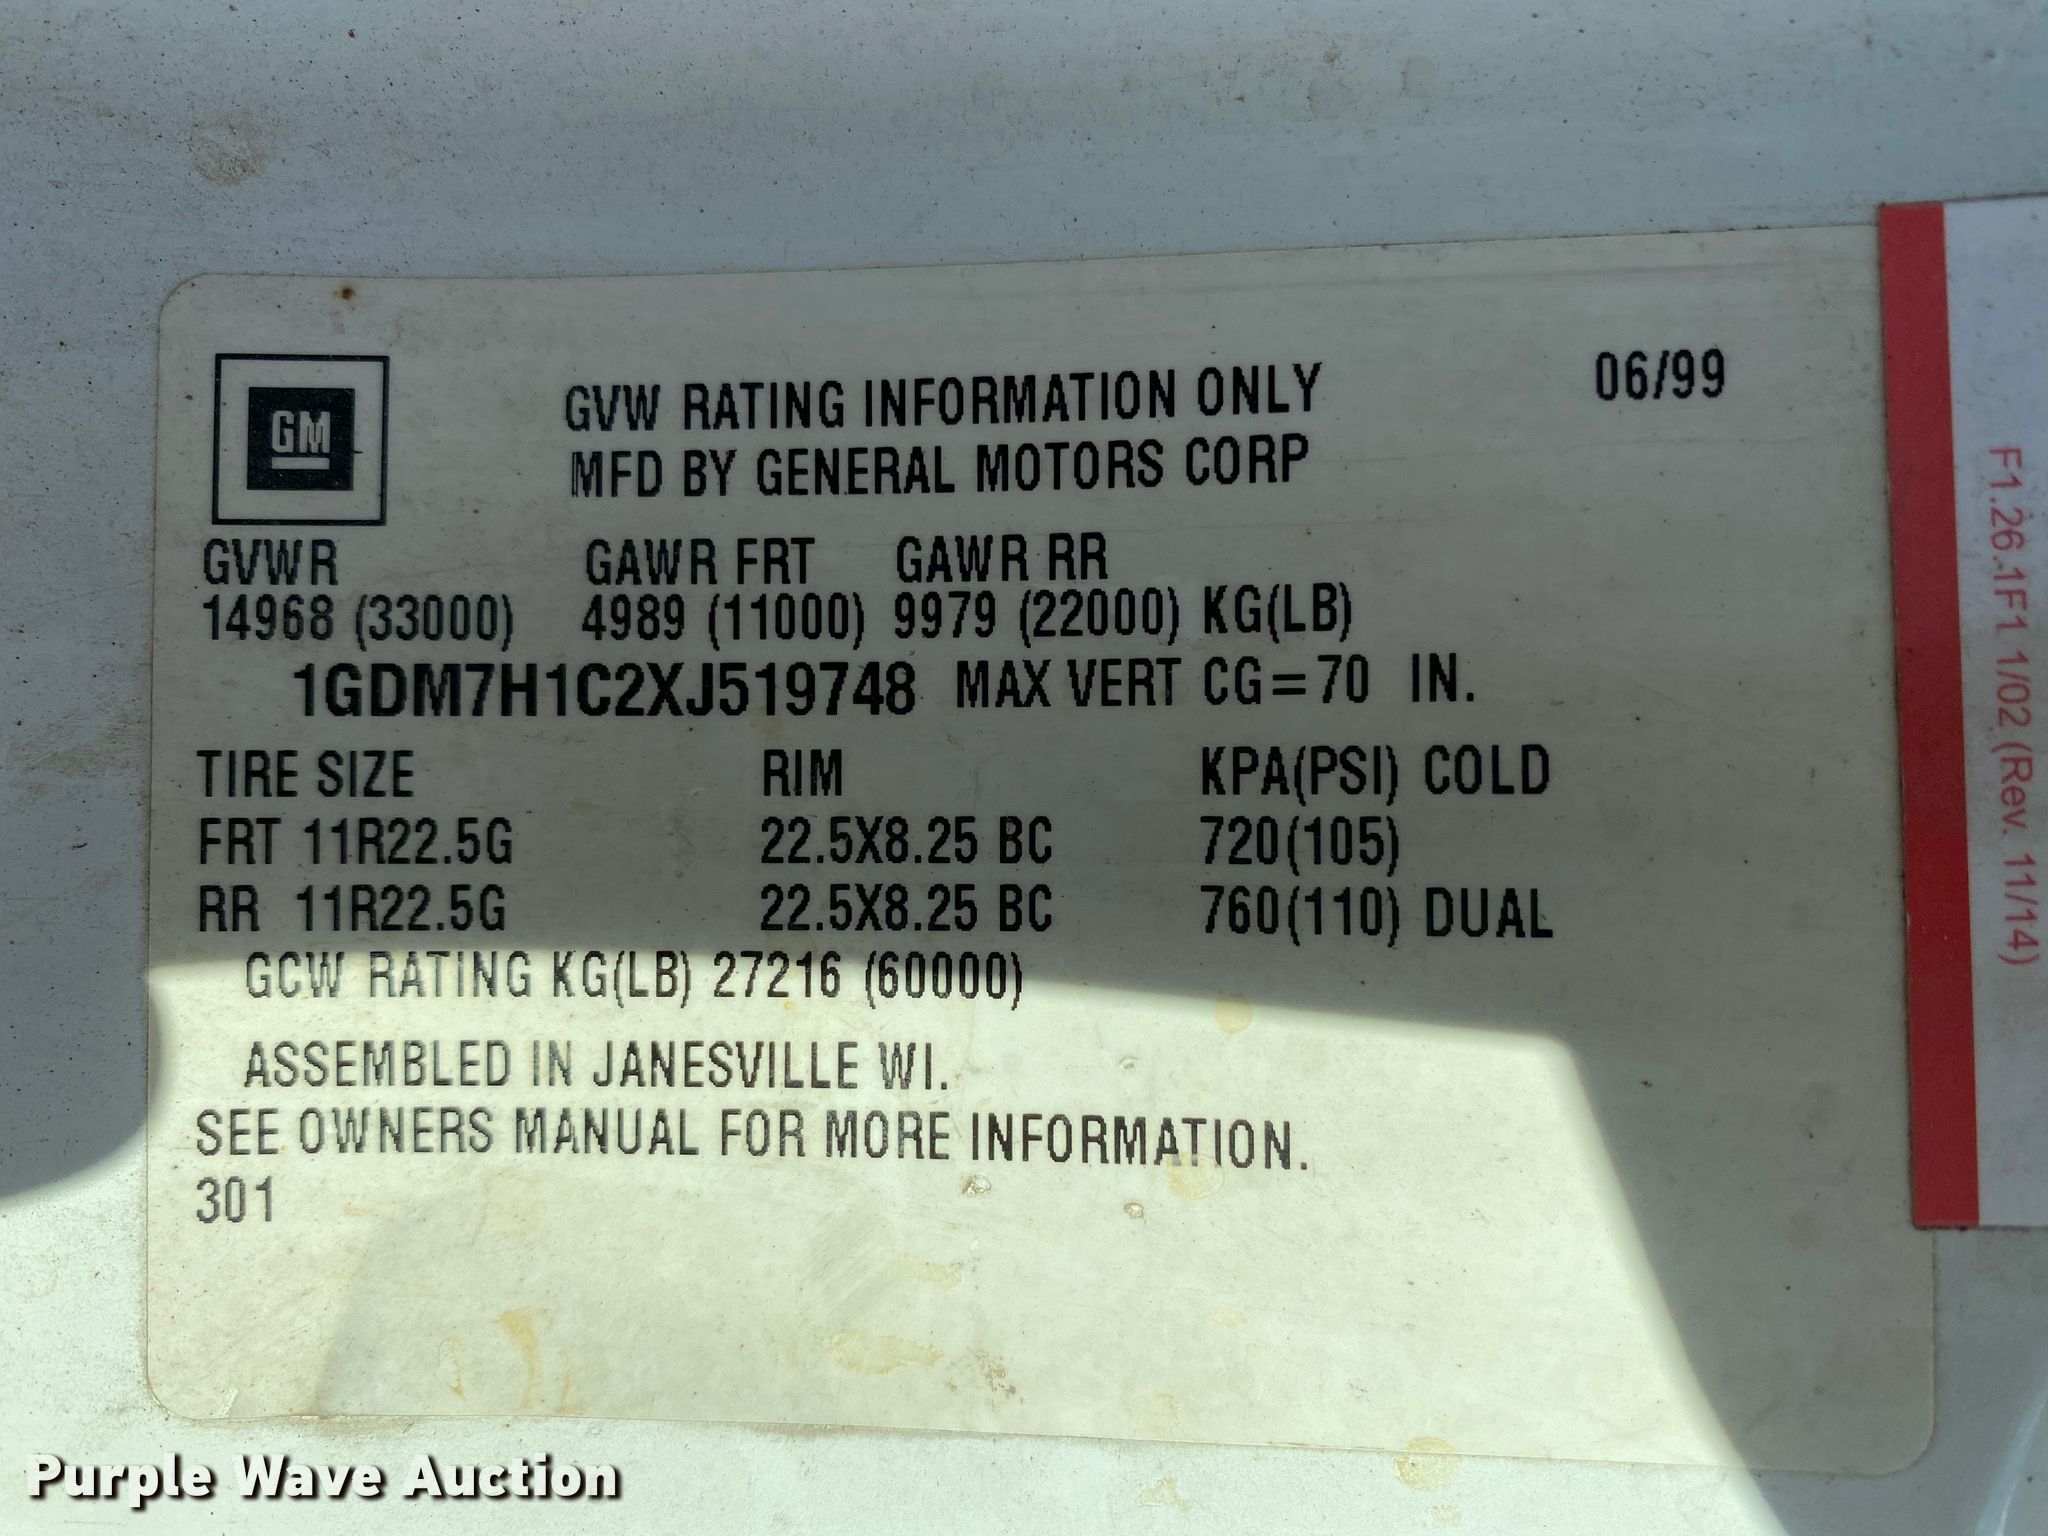 GM
GVW RATING INFORMATION ONLY
06/99
MFD BY GENERAL MOTORS CORP
GVWR GAWR FRT GAWR RR
14968 (33000) 4989 (11000) 9979 (22000) KG(LB)
1GDM7H1C2XJ519748 MAX VERT CG=70 IN.
TIRE SIZE RIM KPA(PSI) COLD
FRT 11R22.5G 22.5X8.25 BC 720(105)
RR 11R22.5G 22.5X8.25 BC 760(110) DUAL
GCW RATING KG(LB) 27216 (60000)
ASSEMBLED IN JANESVILLE WI.
SEE OWNERS MANUAL FOR MORE INFORMATION.
301
F1.26.1F1 1/02 (Rev. 11/14)
Purple Wave Auction